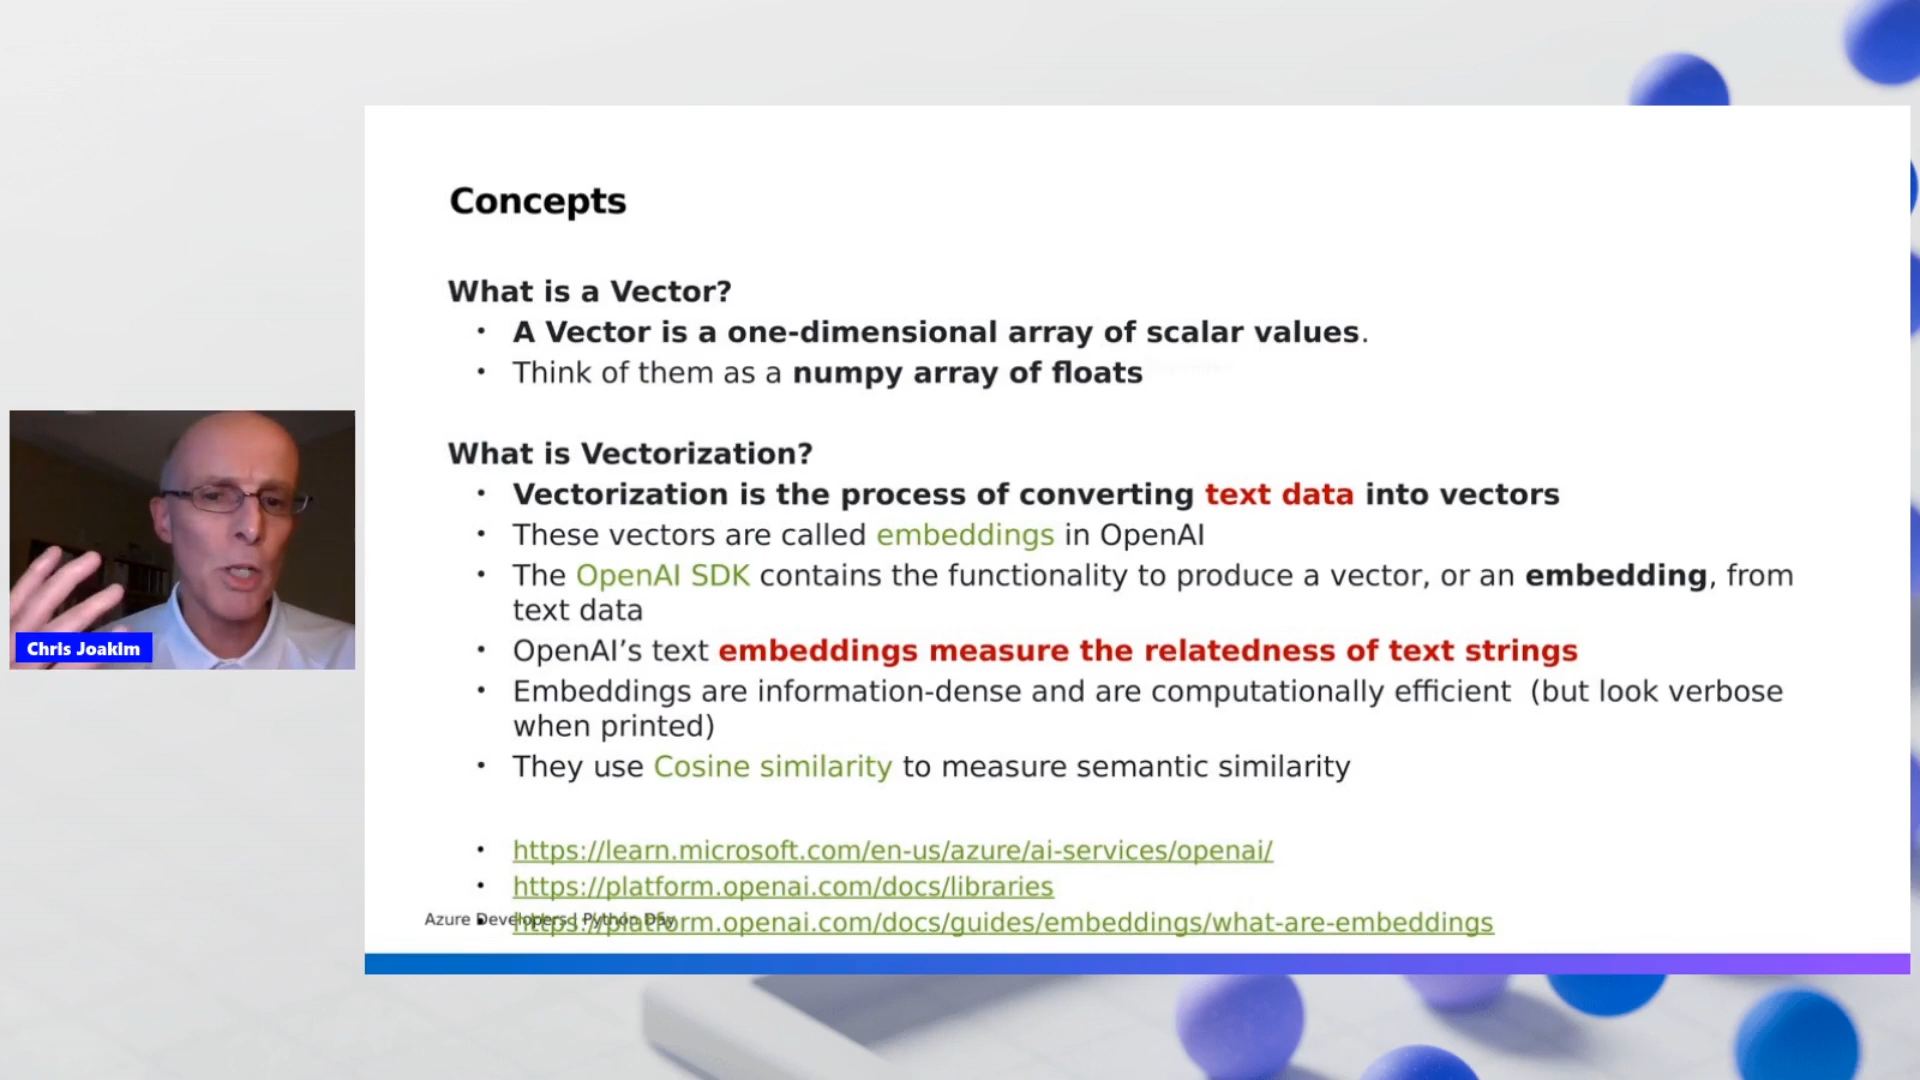 Concepts
What is a Vector?
• A Vector is a one-dimensional array of scalar values.
• Think of them as a numpy array of floats
What is Vectorization?
• Vectorization is the process of converting text data into vectors
• These vectors are called embeddings in OpenAI
• The OpenAI SDK contains the functionality to produce a vector, or an embedding, from
text data
• OpenAI’s text embeddings measure the relatedness of text strings
• Embeddings are information-dense and are computationally efficient (but look verbose
when printed)
• They use Cosine similarity to measure semantic similarity
• https://learn.microsoft.com/en-us/azure/ai-services/openai/
• https://platform.openai.com/docs/libraries
• https://platform.openai.com/docs/guides/embeddings/what-are-embeddings
Azure Developers | Python Day
Chris Joakim